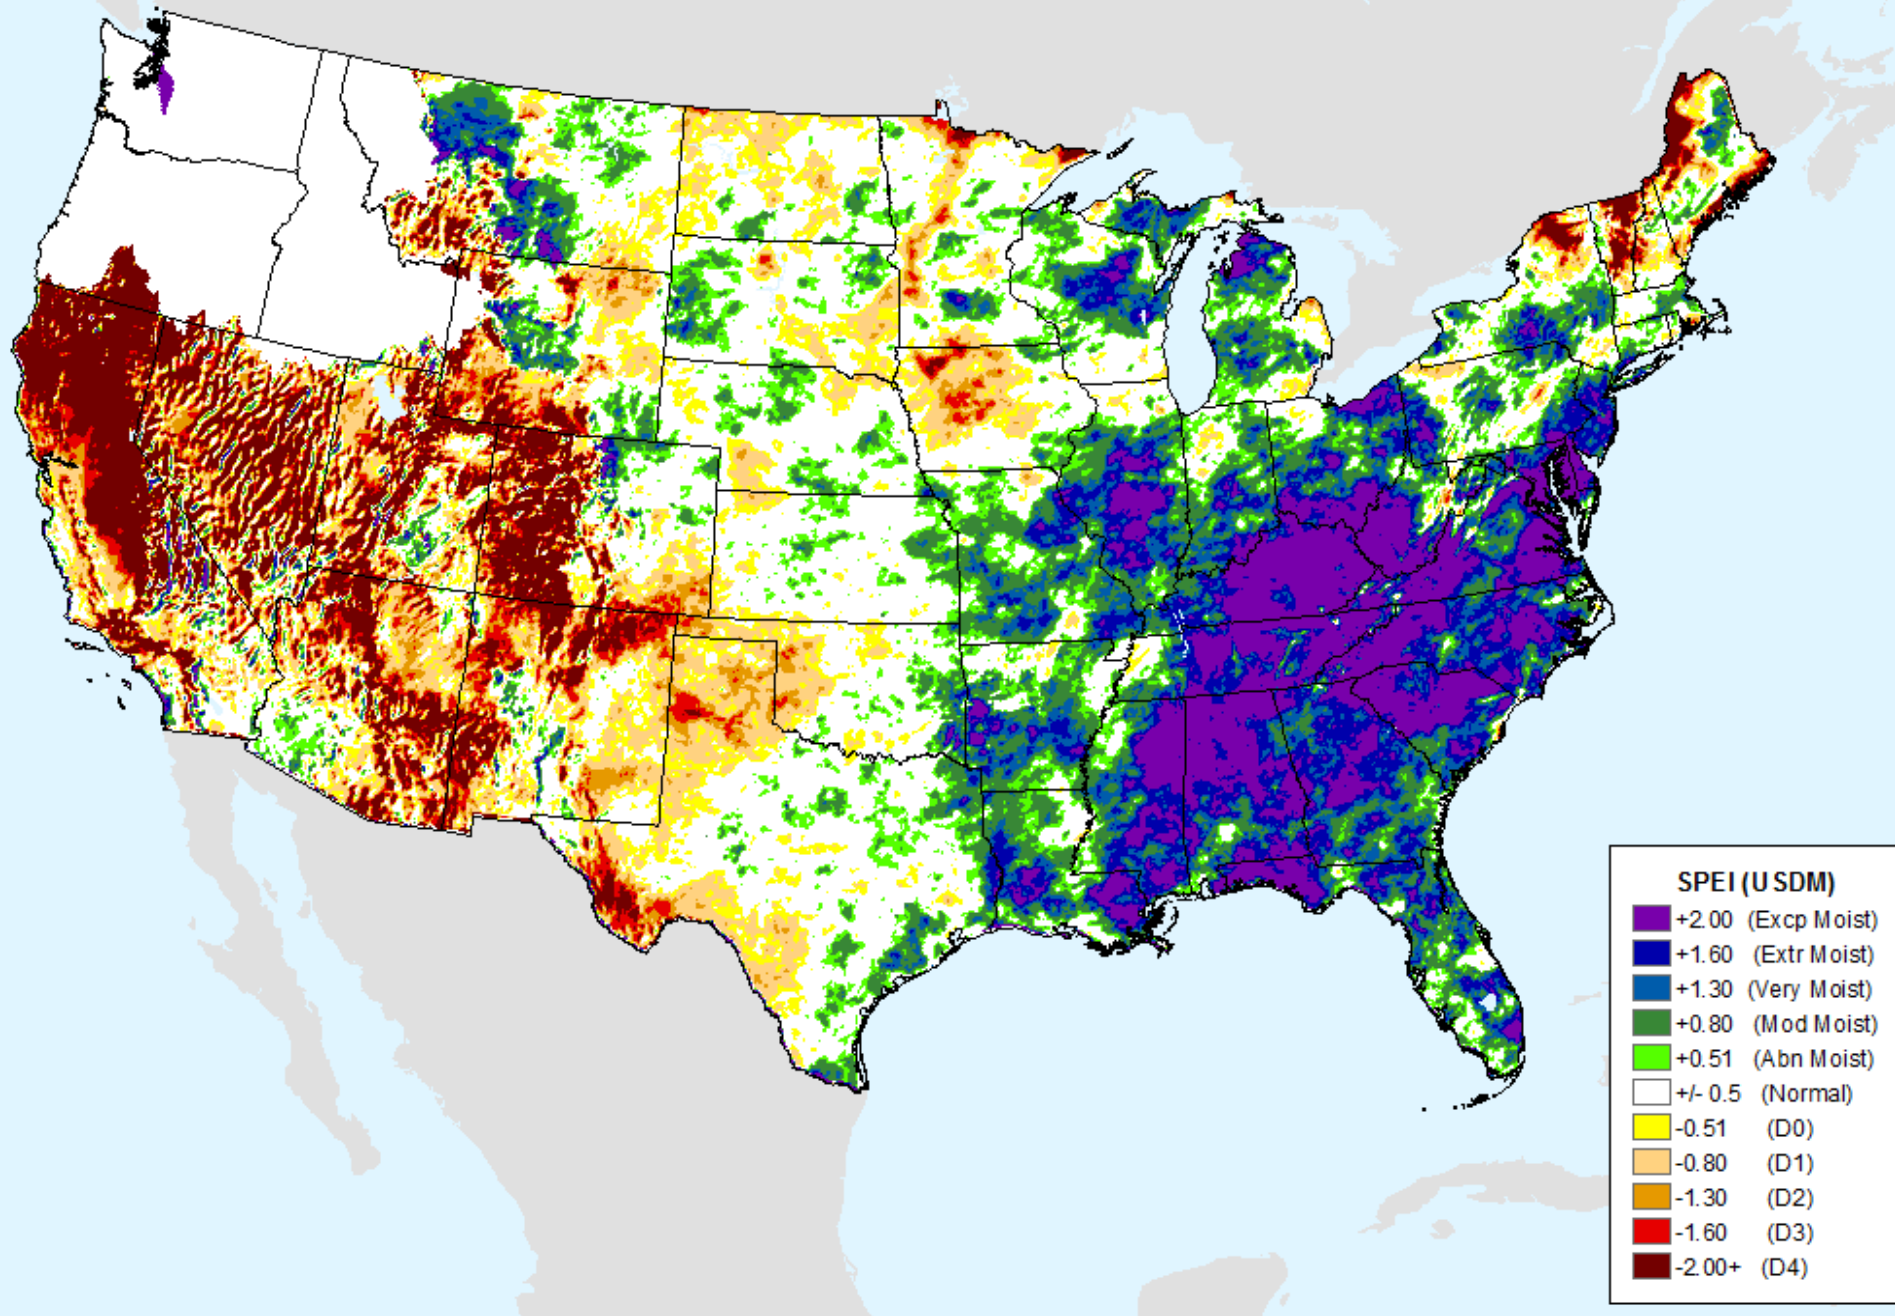 SPEI (USDM)
+2.00 (Excp Moist)
+1.60 (Extr Moist)
+1.30 (Very Moist)
+0.80 (Mod Moist)
+0.51 (Abn Moist)
+/- 0.5 (Normal)
-0.51 (D0)
-0.80 (D1)
-1.30 (D2)
-1.60 (D3)
-2.00+ (D4)